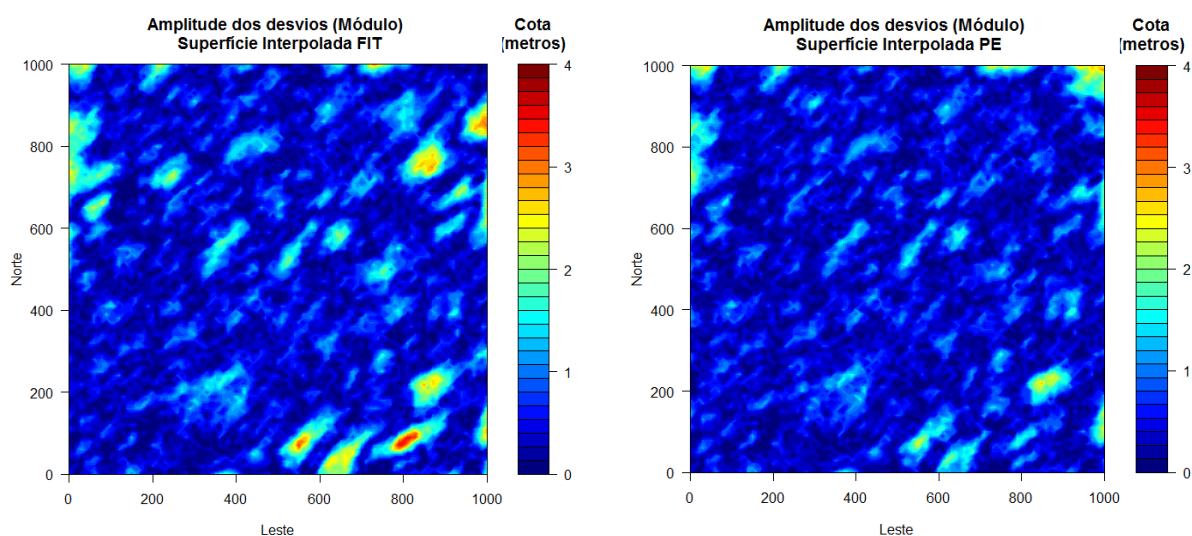 Amplitude dos desvios (Módulo)
Superfície Interpolada FIT
Cota
(metros)
1000
800
600
400
200
0
Norte
0
200
400
600
800
1000
Leste
4
3
2
1
0
Amplitude dos desvios (Módulo)
Superfície Interpolada PE
Cota
(metros)
1000
800
600
400
200
0
Norte
0
200
400
600
800
1000
Leste
4
3
2
1
0